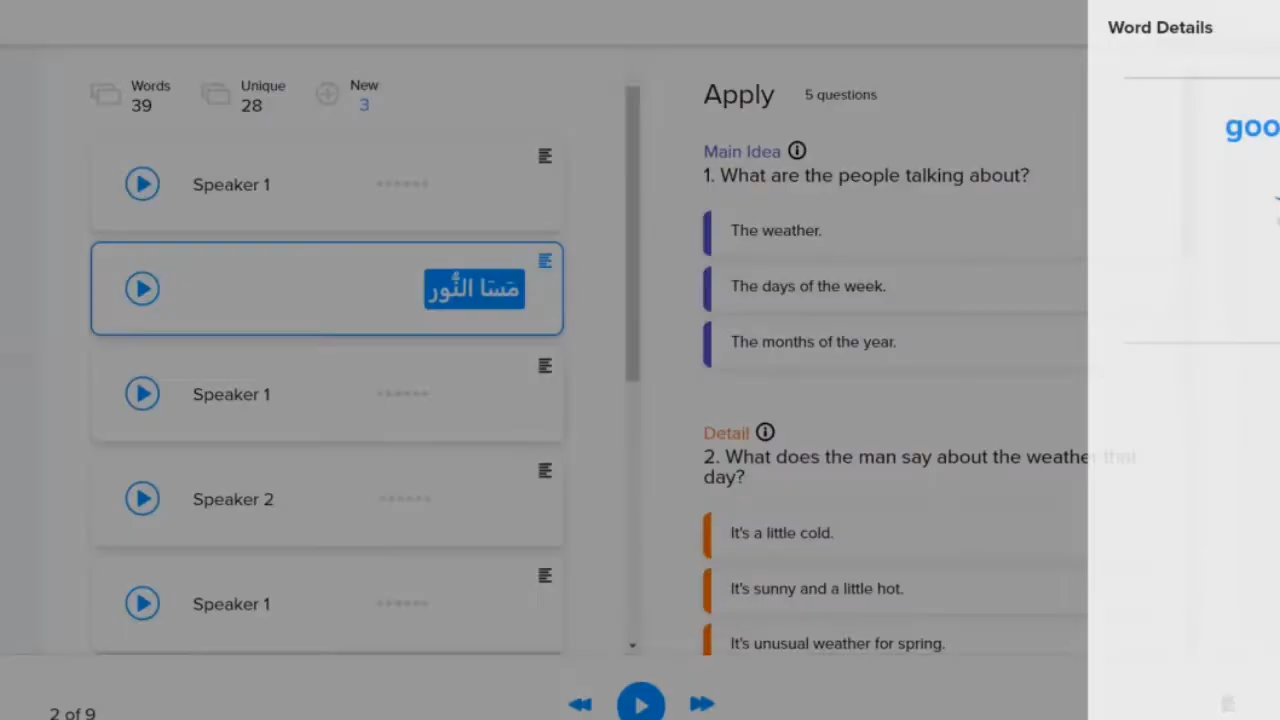 Word Details
Words
39
Unique
28
New
3
Speaker 1
مَسَا النُّور
Speaker 1
Speaker 2
Speaker 1
2 of 9
Apply
5 questions
Main Idea
1. What are the people talking about?
The weather.
The days of the week.
The months of the year.
Detail
2. What does the man say about the weather that
day?
It's a little cold.
It's sunny and a little hot.
It's unusual weather for spring.
goo